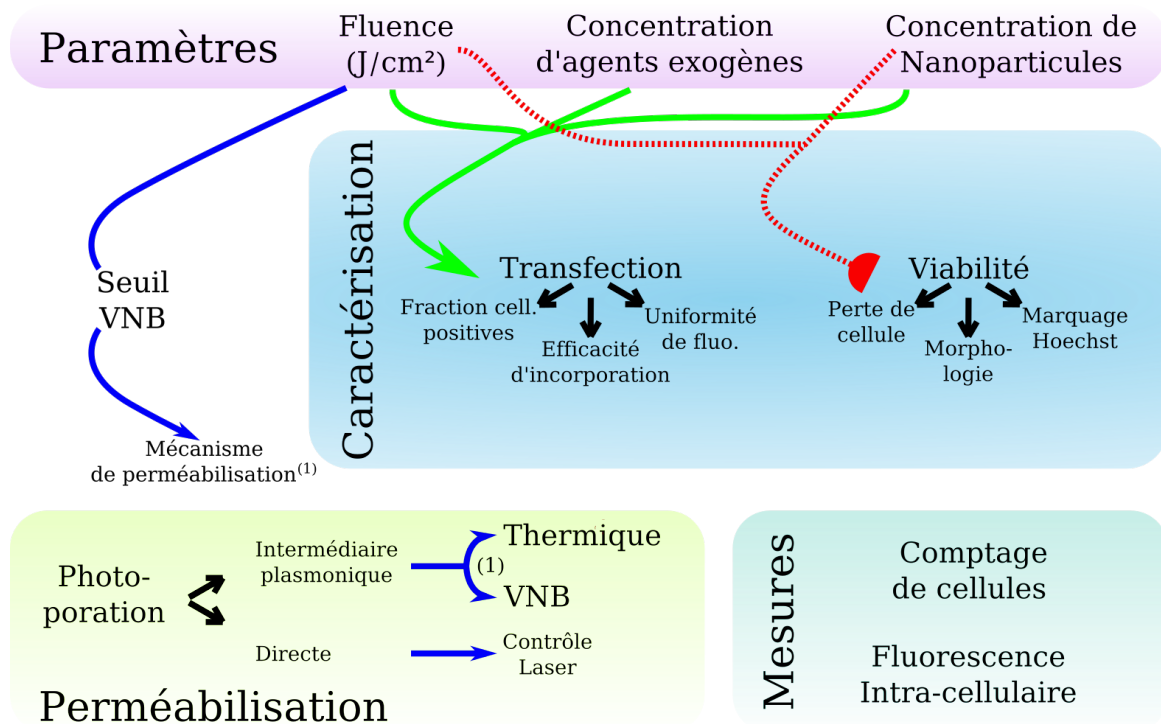 Paramètres
Fluence
(J/cm²)
Concentration
d'agents exogènes
Concentration de
Nanoparticules
Caractérisation
Seuil
VNB
Mécanisme
de perméabilisation(1)
Transfection
Fraction cell.
positives
Efficacité
d'incorporation
Uniformité
de fluo.
Viabilité
Perte de
cellule
Morpho-
logie
Marquage
Hoechst
Photo-
poration
Intermédiaire
plasmonique
(1)
Thermique
VNB
Directe
Contrôle
Laser
Perméabilisation
Mesures
Comptage
de cellules
Fluorescence
Intra-cellulaire